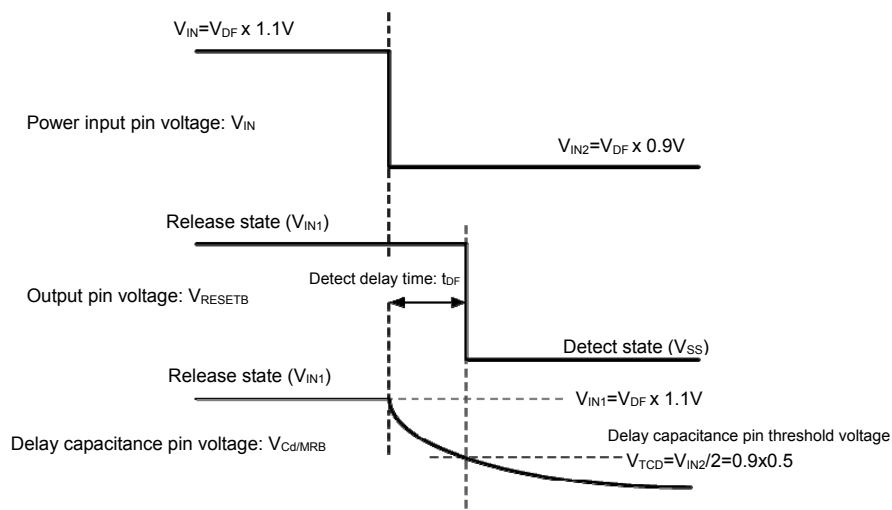 V_IN=V_DF x 1.1V
Power input pin voltage: V_IN
V_IN2=V_DF x 0.9V
Release state (V_IN1)
Detect delay time: t_DF
Output pin voltage: V_RESETB
Detect state (V_SS)
Release state (V_IN1)
V_IN1=V_DF x 1.1V
Delay capacitance pin threshold voltage
Delay capacitance pin voltage: V_Cd/MRB
V_TCD=V_IN2/2=0.9x0.5